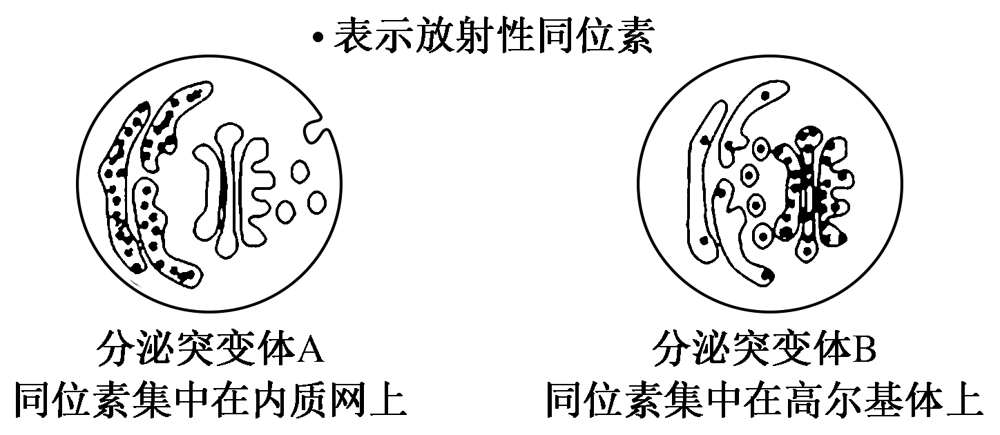 •表示放射性同位素
分泌突变体A
分泌突变体B
同位素集中在内质网上
同位素集中在高尔基体上